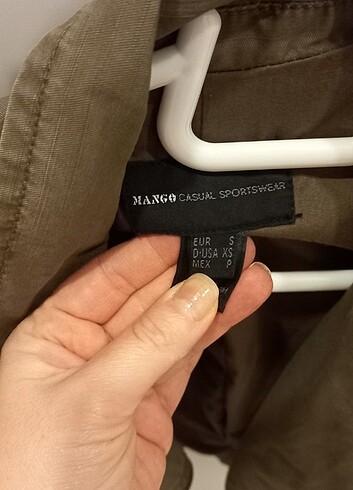 MANGO CASUAL SPORTSWEAR
EUR S
D·USA XS
MEX P